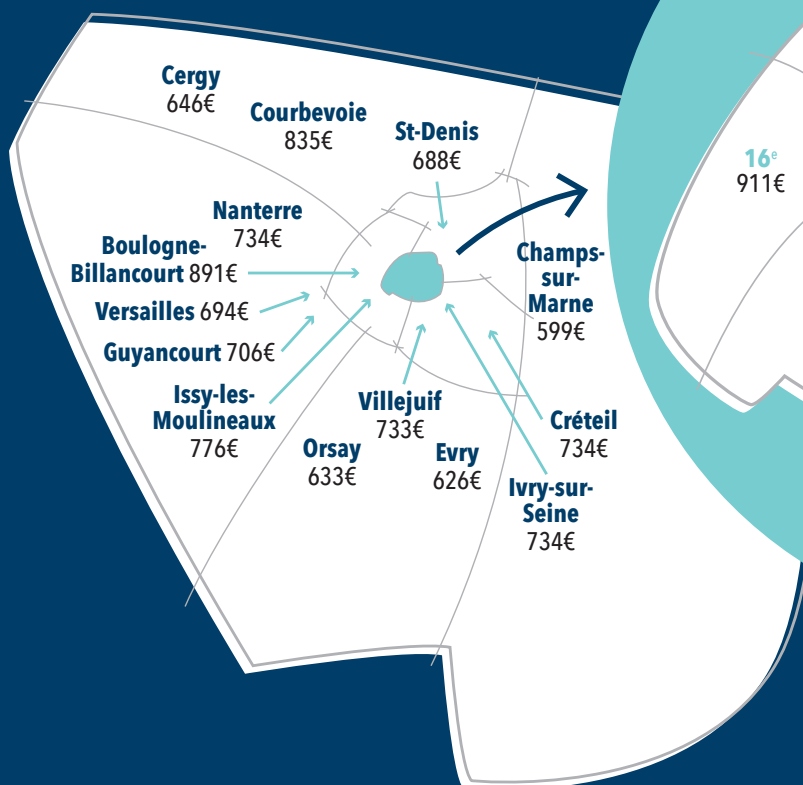 Cergy
646€
Courbevoie
835€
St-Denis
688€
16e
911€
Nanterre
734€
Boulogne-
Billancourt 891€
Versailles 694€
Guyancourt 706€
Champs-
sur-
Marne
599€
Issy-les-
Moulineaux
776€
Villejuif
733€
Orsay
633€
Evry
626€
Créteil
734€
Ivry-sur-
Seine
734€